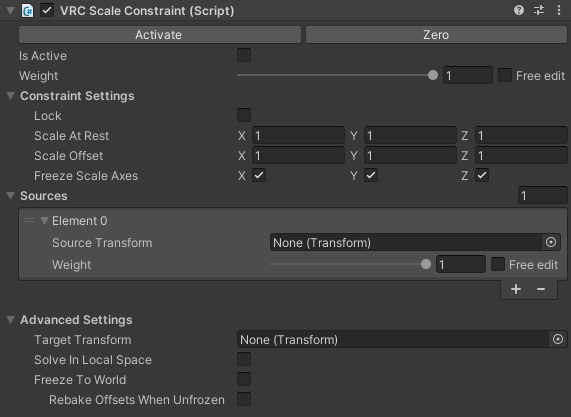 VRC Scale Constraint (Script)
Activate Zero
Is Active
Weight 1 Free edit
Constraint Settings
Lock
Scale At Rest X 1 Y 1 Z 1
Scale Offset X 1 Y 1 Z 1
Freeze Scale Axes X Y Z
Sources 1
Element 0
Source Transform None (Transform)
Weight 1 Free edit
+ −
Advanced Settings
Target Transform None (Transform)
Solve In Local Space
Freeze To World
Rebake Offsets When Unfrozen